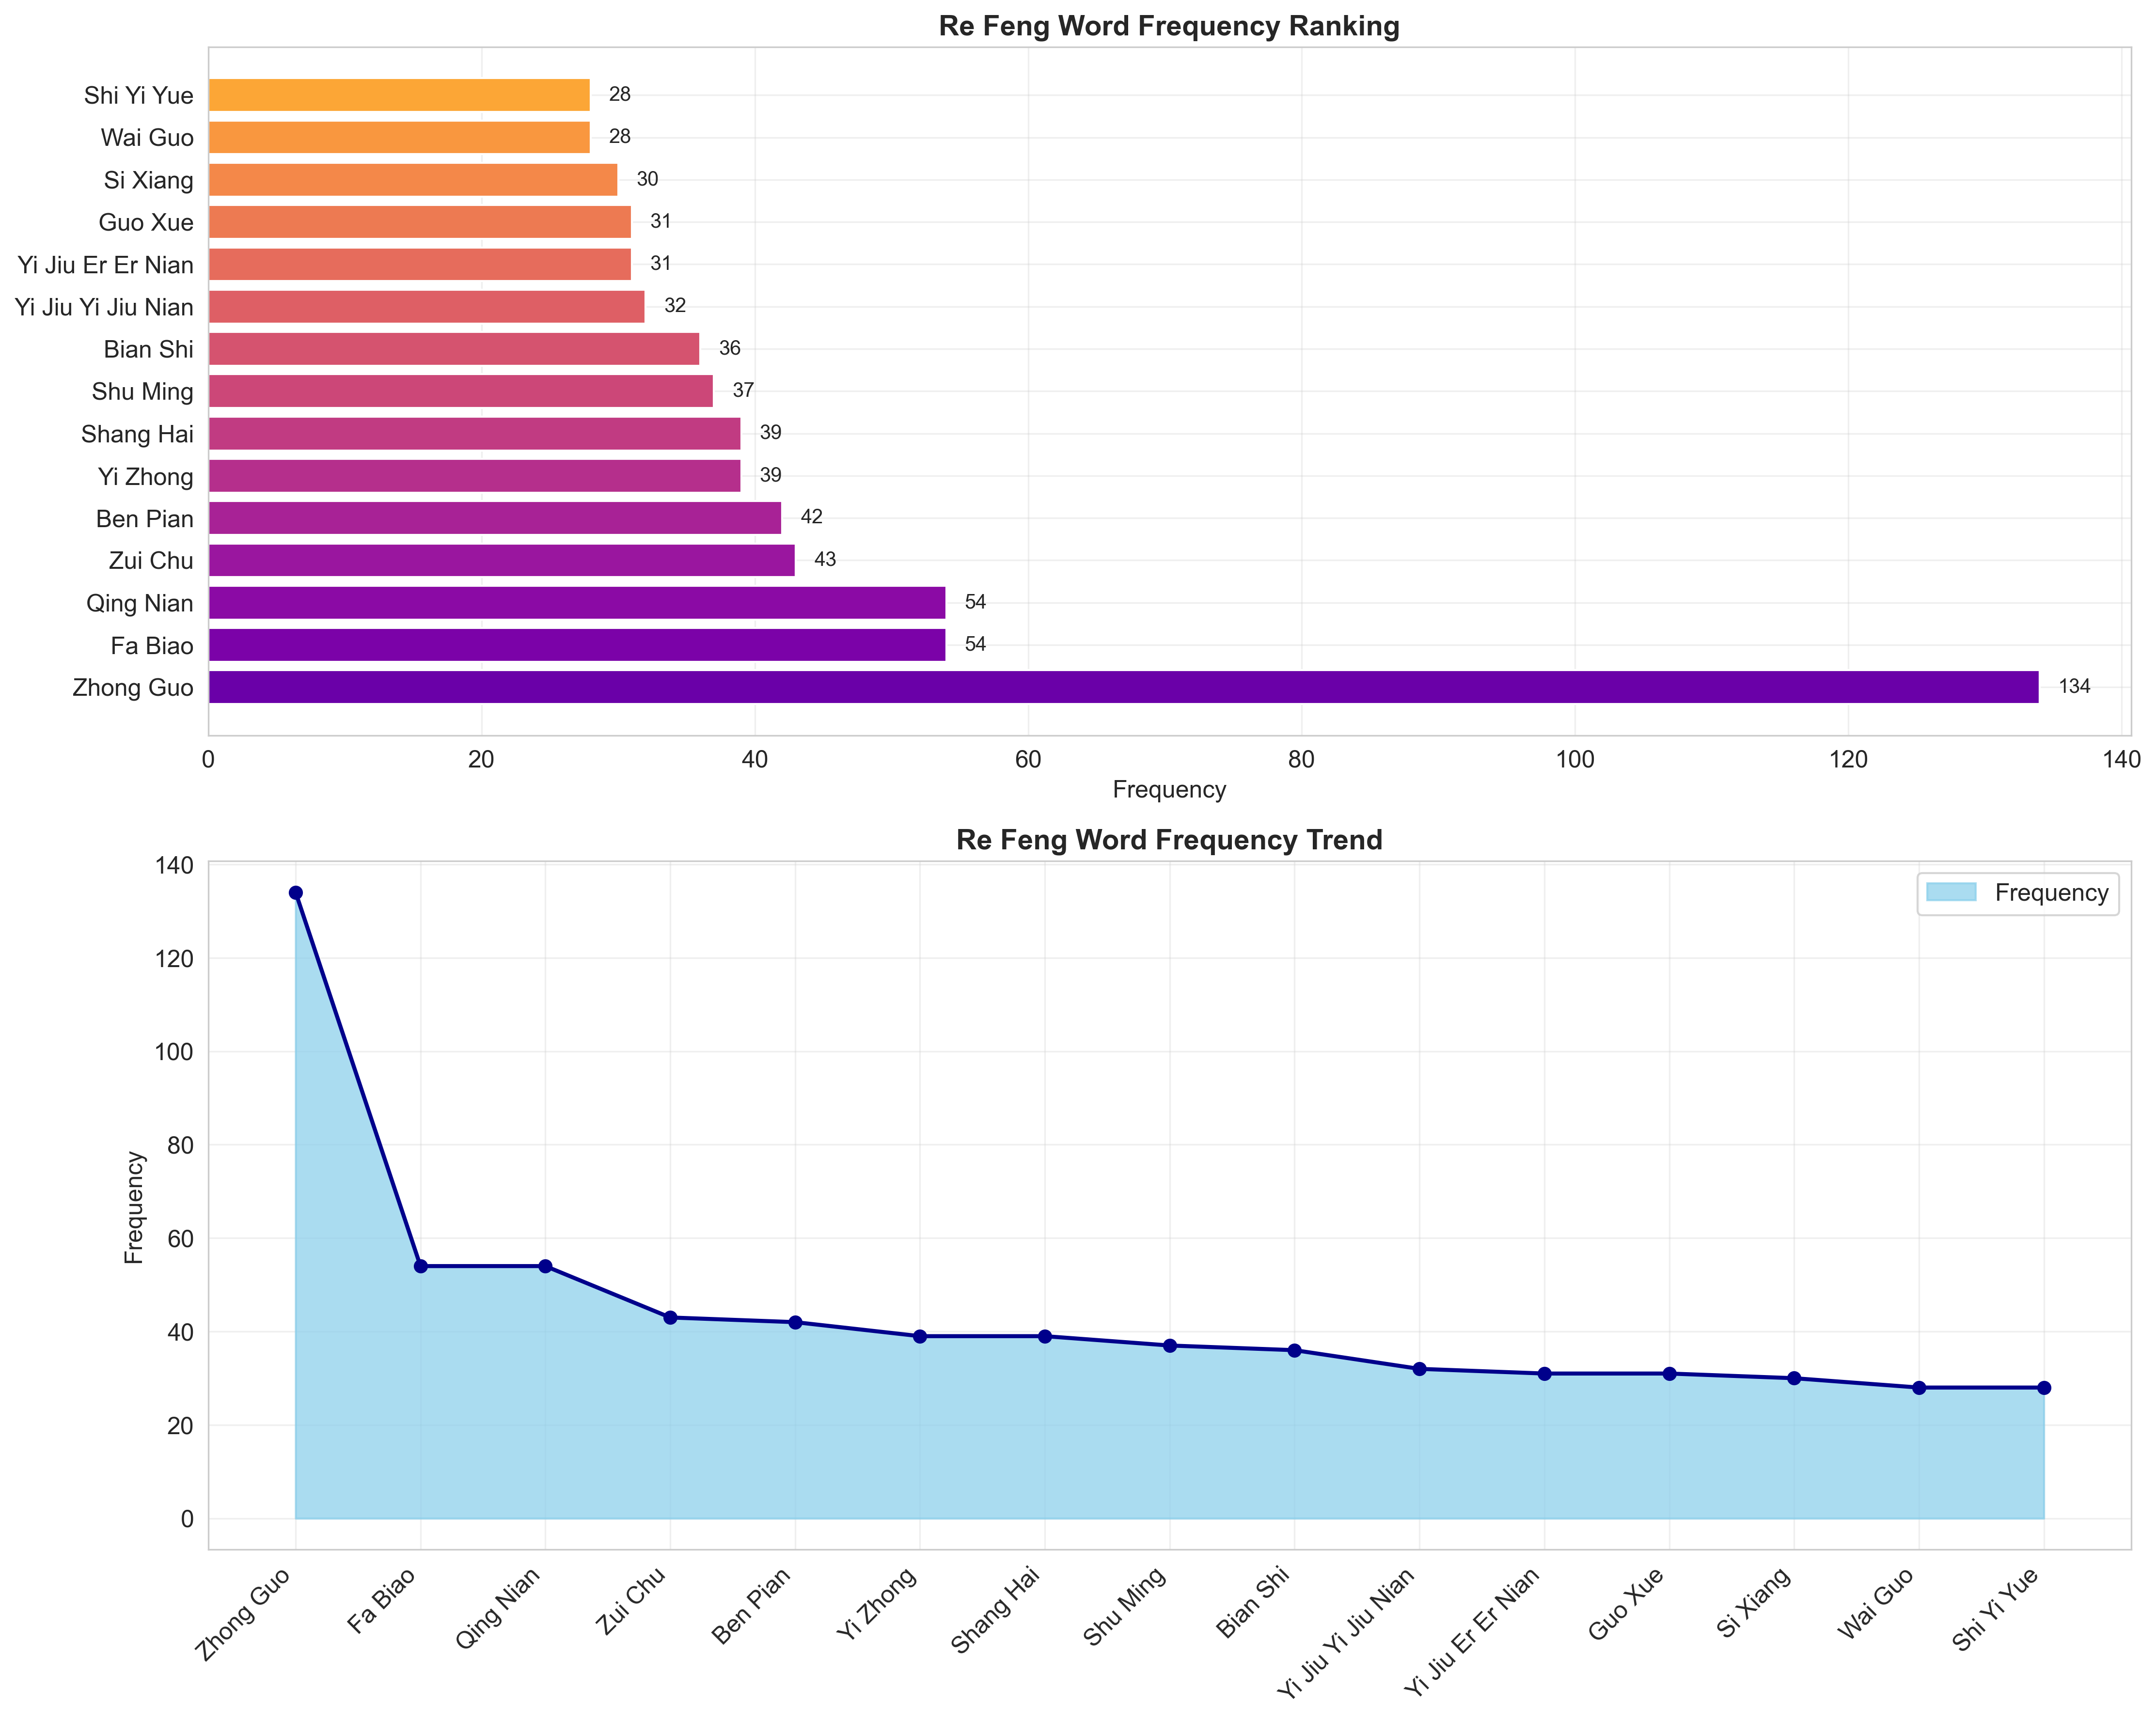 Re Feng Word Frequency Ranking
Shi Yi Yue 28
Wai Guo 28
Si Xiang 30
Guo Xue 31
Yi Jiu Er Er Nian 31
Yi Jiu Yi Jiu Nian 32
Bian Shi 36
Shu Ming 37
Shang Hai 39
Yi Zhong 39
Ben Pian 42
Zui Chu 43
Qing Nian 54
Fa Biao 54
Zhong Guo 134
0 20 40 60 80 100 120 140
Frequency
Re Feng Word Frequency Trend
Frequency
140
120
100
80
60
40
20
0
Frequency
Zhong Guo
Fa Biao
Qing Nian
Zui Chu
Ben Pian
Yi Zhong
Shang Hai
Shu Ming
Bian Shi
Yi Jiu Yi Jiu Nian
Yi Jiu Er Er Nian
Guo Xue
Si Xiang
Wai Guo
Shi Yi Yue